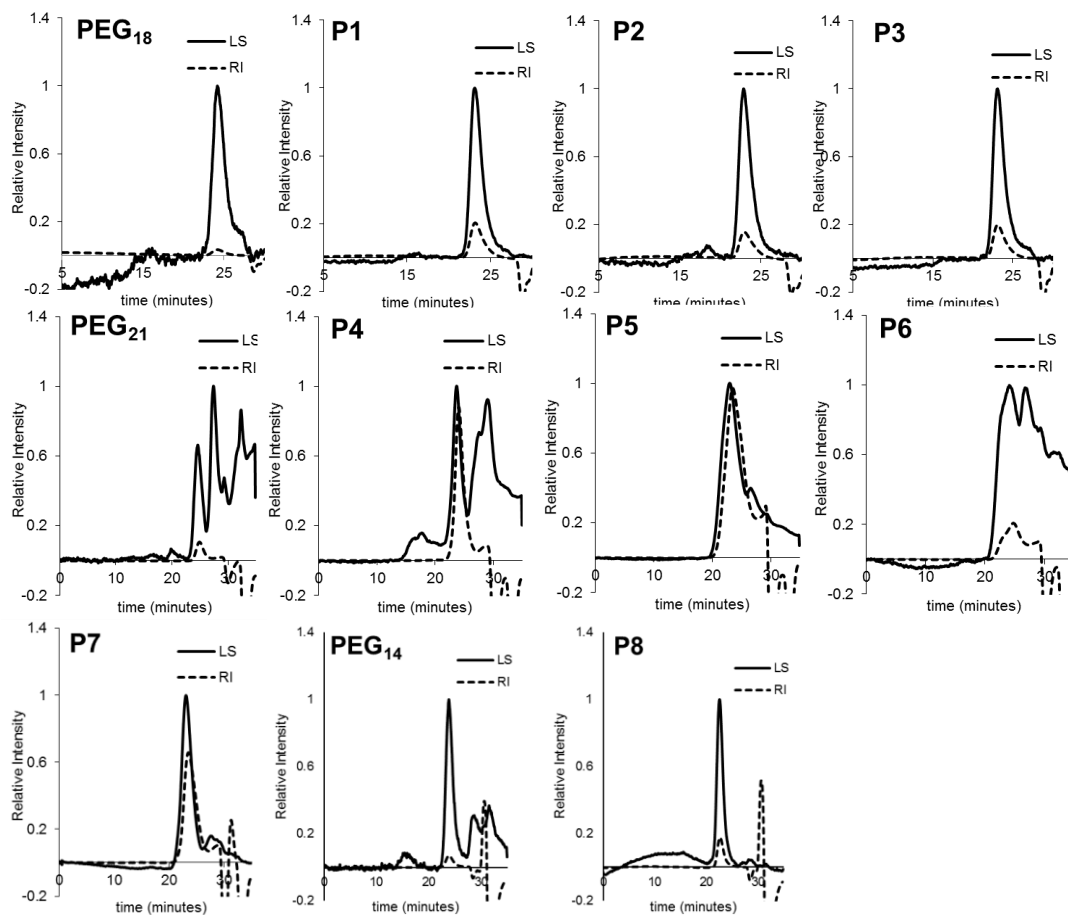 PEG18
1.4
1
0.6
0.2
-0.2
5
15
25
Relative Intensity
time (minutes)
LS
RI
P1
1.4
1
0.6
0.2
-0.2
5
15
25
Relative Intensity
time (minutes)
LS
RI
P2
1.4
1
0.6
0.2
-0.2
5
15
25
Relative Intensity
time (minutes)
LS
RI
P3
1.4
1
0.6
0.2
-0.2
5
15
25
Relative Intensity
time (minutes)
LS
RI
PEG21
1.4
1
0.6
0.2
-0.2
0
10
20
30
Relative Intensity
time (minutes)
LS
RI
P4
1.4
1
0.6
0.2
-0.2
0
10
20
30
Relative Intensity
time (minutes)
LS
RI
P5
1.4
1
0.6
0.2
-0.2
0
10
20
30
Relative Intensity
time (minutes)
LS
RI
P6
1.4
1
0.6
0.2
-0.2
0
10
20
30
Relative Intensity
time (minutes)
LS
RI
P7
1.4
1
0.6
0.2
-0.2
0
10
20
30
Relative Intensity
time (minutes)
LS
RI
PEG14
1.4
1
0.6
0.2
-0.2
0
10
20
30
Relative Intensity
time (minutes)
LS
RI
P8
1.4
1
0.6
0.2
-0.2
0
10
20
30
Relative Intensity
time (minutes)
LS
RI